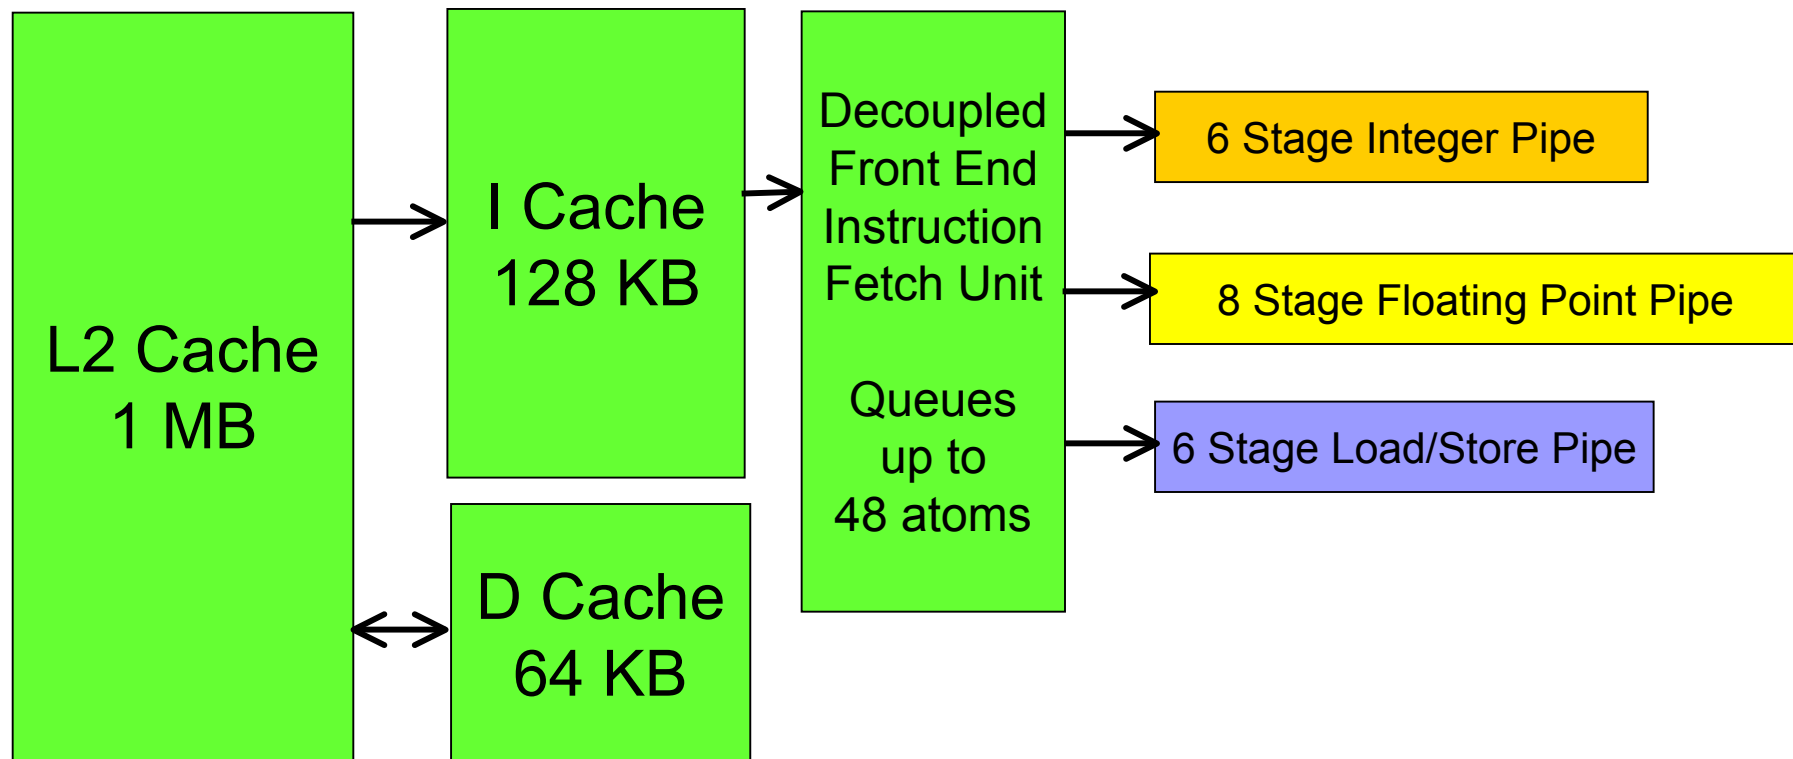 L2 Cache
1 MB
I Cache
128 KB
D Cache
64 KB
Decoupled
Front End
Instruction
Fetch Unit
Queues
up to
48 atoms
6 Stage Integer Pipe
8 Stage Floating Point Pipe
6 Stage Load/Store Pipe